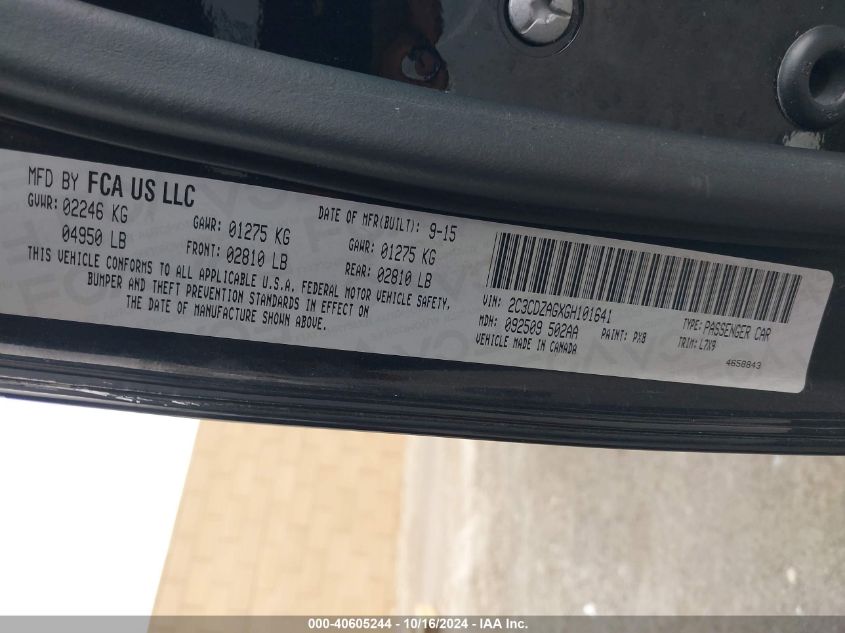 MFD BY FCA US LLC
DATE OF MFR(BUILT): 9-15
GVWR: 02246 KG GAWR: 01275 KG GAWR: 01275 KG
04950 LB FRONT: 02810 LB REAR: 02810 LB
THIS VEHICLE CONFORMS TO ALL APPLICABLE U.S.A. FEDERAL MOTOR VEHICLE SAFETY,
BUMPER AND THEFT PREVENTION STANDARDS IN EFFECT ON
THE DATE OF MANUFACTURE SHOWN ABOVE.
VIN: 2C3CDZAGXGH101641 TYPE: PASSENGER CAR
MDH: 092509 502AA PAINT: PX8 TRIM: L7X9
VEHICLE MADE IN CANADA 4658843
000-40605244 - 10/16/2024 - IAA Inc.